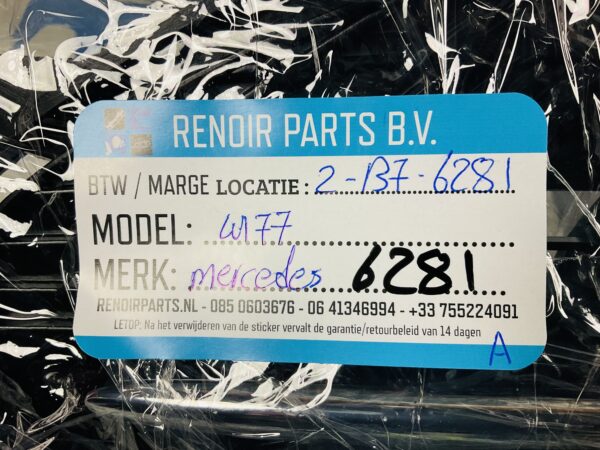 RENOIR PARTS B.V.
BTW / MARGE LOCATIE: 2-B7-6281
MODEL: W177
MERK: mercedes 6281
RENOIRPARTS.NL - 085 0603676 - 06 41346994 - +33 755224091
LETOP: Na het verwijderen van de sticker vervalt de garantie/retourbeleid van 14 dagen
A